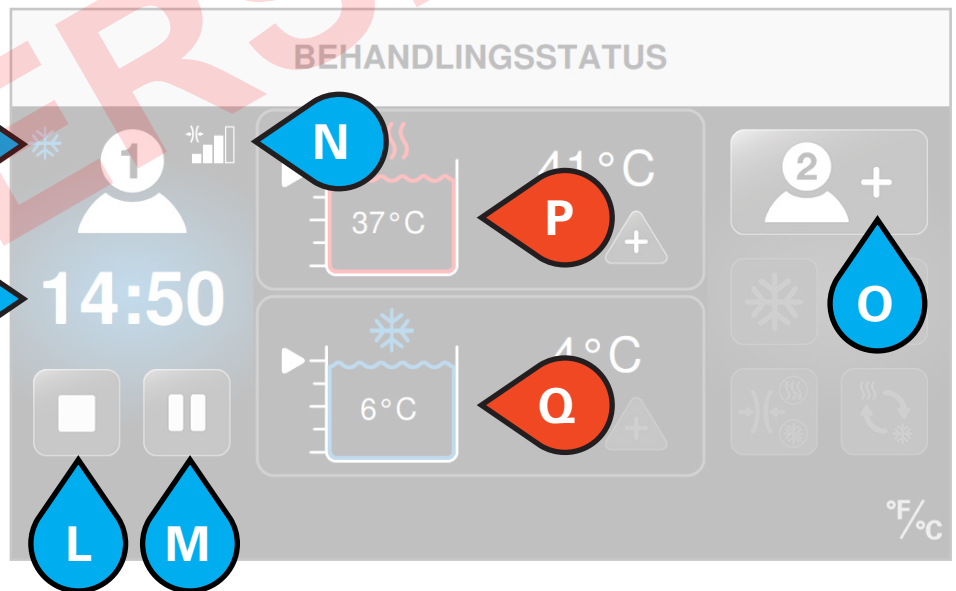 ERS
BEHANDLINGSSTATUS
1
N
41°C
2
+
37°C
P
+
O
14:50
4°C
6°C
Q
+
L
M
°F/°C